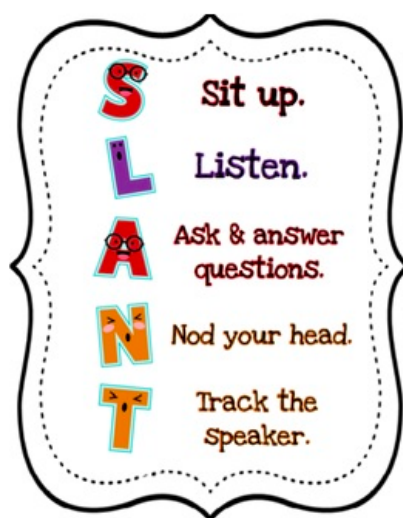 S Sit up.
L Listen.
A Ask & answer
questions.
N Nod your head.
T Track the
speaker.